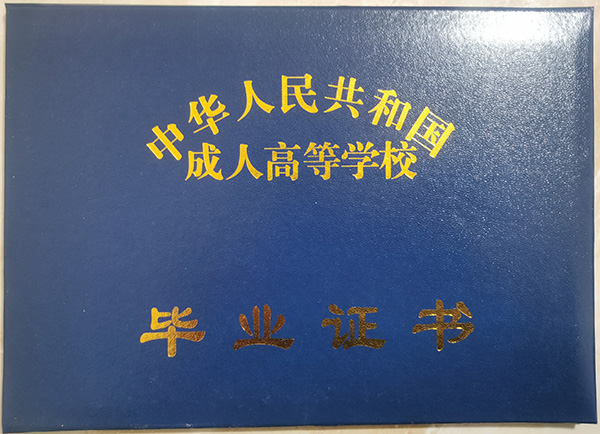 中华人民共和国
成人高等学校
毕业证书